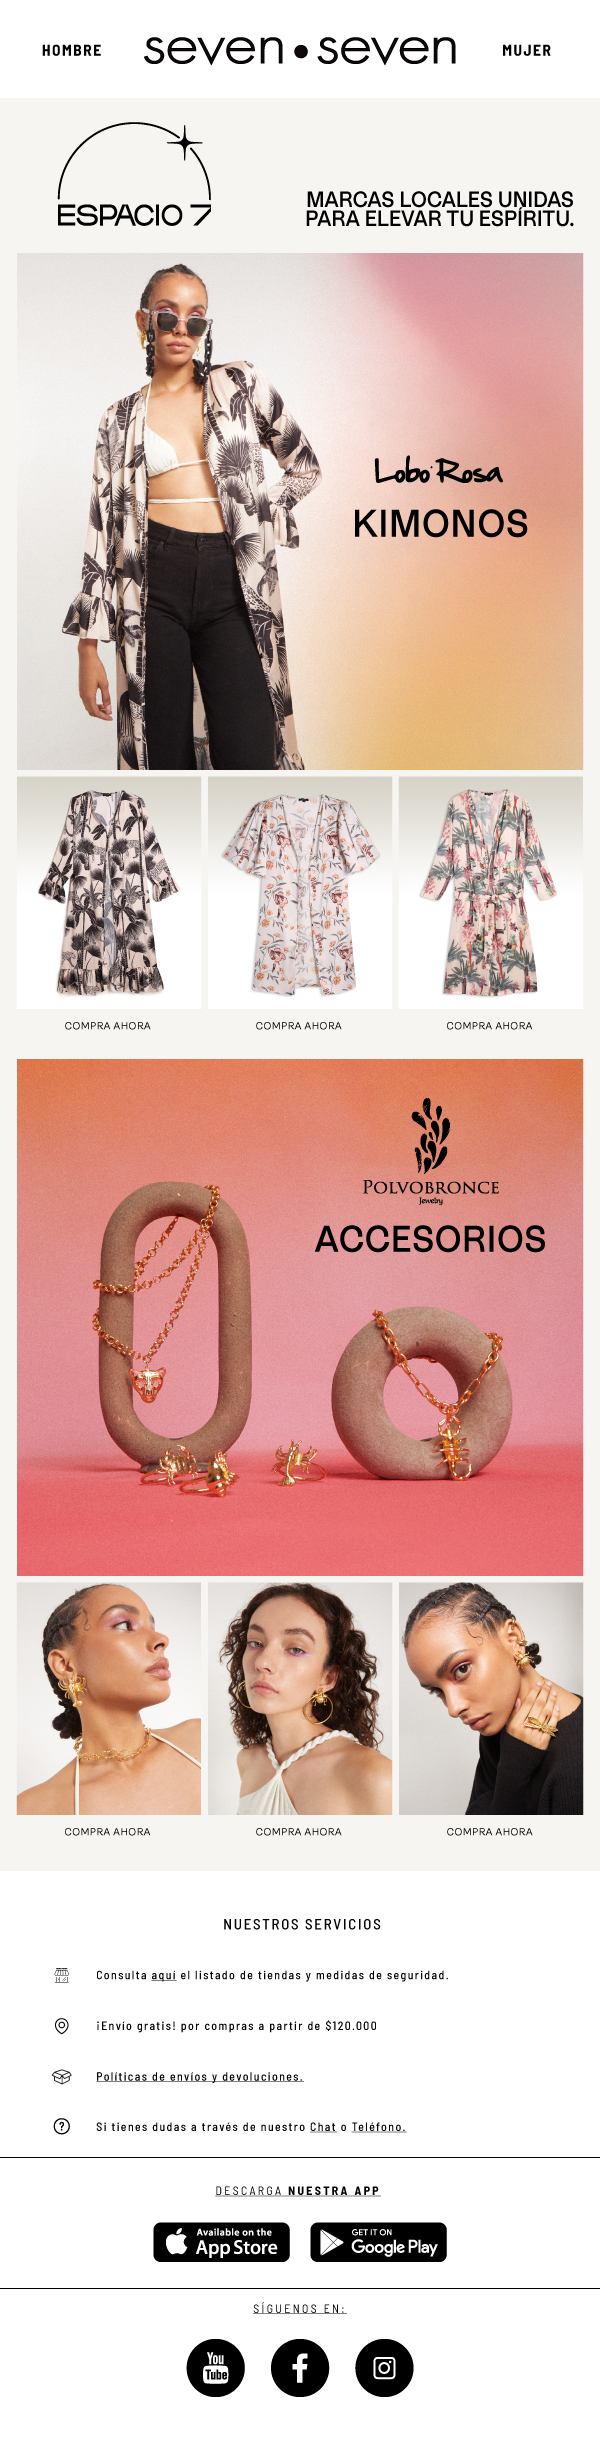 HOMBRE
seven•seven
MUJER
ESPACIO 7
MARCAS LOCALES UNIDAS
PARA ELEVAR TU ESPÍRITU.
Lobo Rosa
KIMONOS
COMPRA AHORA
COMPRA AHORA
COMPRA AHORA
POLVOBRONCE
Jewelry
ACCESORIOS
COMPRA AHORA
COMPRA AHORA
COMPRA AHORA
NUESTROS SERVICIOS
Consulta aquí el listado de tiendas y medidas de seguridad.
¡Envío gratis! por compras a partir de $120.000
Políticas de envíos y devoluciones.
Si tienes dudas a través de nuestro Chat o Teléfono.
DESCARGA NUESTRA APP
Available on the
App Store
GET IT ON
Google Play
SÍGUENOS EN:
You
Tube